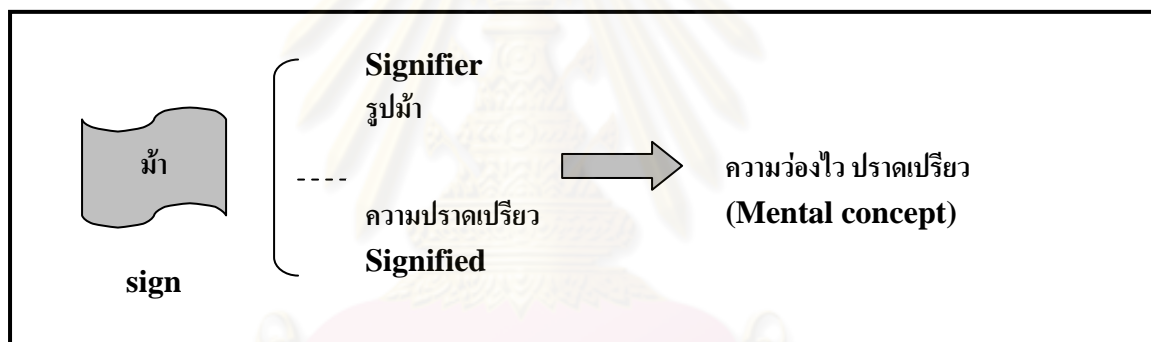 Signifier
รูปม้า
ม้า
ความว่องไว ปราดเปรียว
ความปราดเปรียว
(Mental concept)
Signified
sign